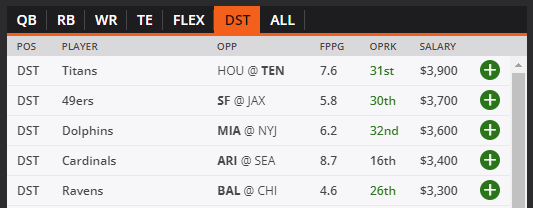 QB RB WR TE FLEX DST ALL
POS PLAYER OPP FPPG OPRK SALARY
DST Titans HOU @ TEN 7.6 31st $3,900
DST 49ers SF @ JAX 5.8 30th $3,700
DST Dolphins MIA @ NYJ 6.2 32nd $3,600
DST Cardinals ARI @ SEA 8.7 16th $3,400
DST Ravens BAL @ CHI 4.6 26th $3,300